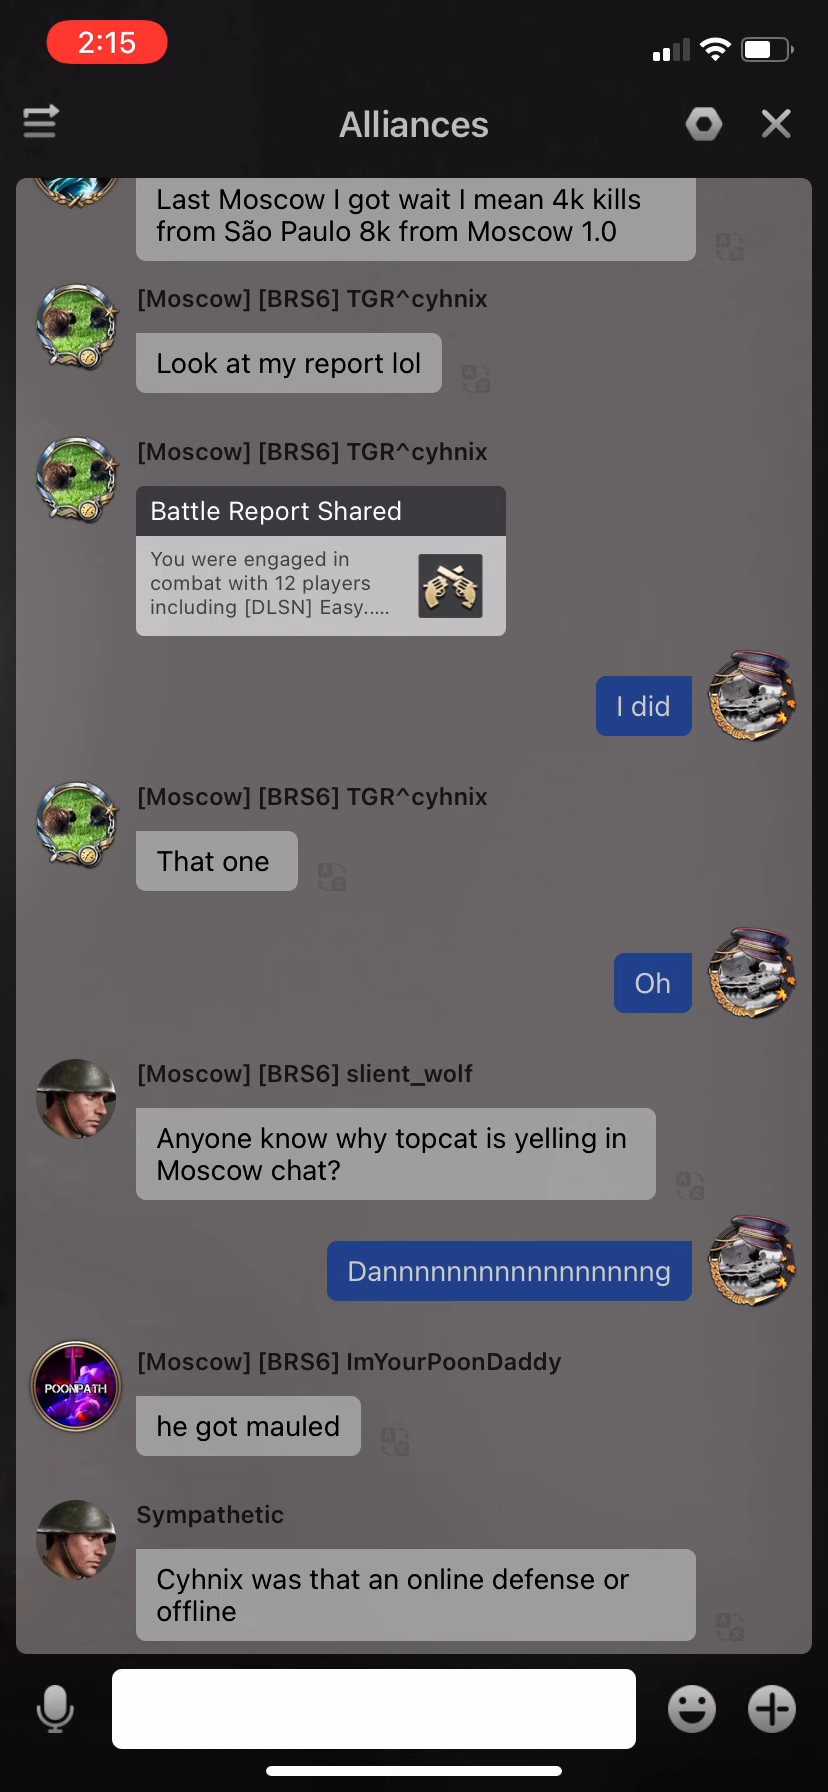 2:15
Alliances
Last Moscow I got wait I mean 4k kills
from São Paulo 8k from Moscow 1.0
[Moscow] [BRS6] TGR^cyhnix
Look at my report lol
[Moscow] [BRS6] TGR^cyhnix
Battle Report Shared
You were engaged in
combat with 12 players
including [DLSN] Easy.....
I did
[Moscow] [BRS6] TGR^cyhnix
That one
Oh
[Moscow] [BRS6] slient_wolf
Anyone know why topcat is yelling in
Moscow chat?
Dannnnnnnnnnnnnnnnnng
[Moscow] [BRS6] ImYourPoonDaddy
POONPATH
he got mauled
Sympathetic
Cyhnix was that an online defense or
offline